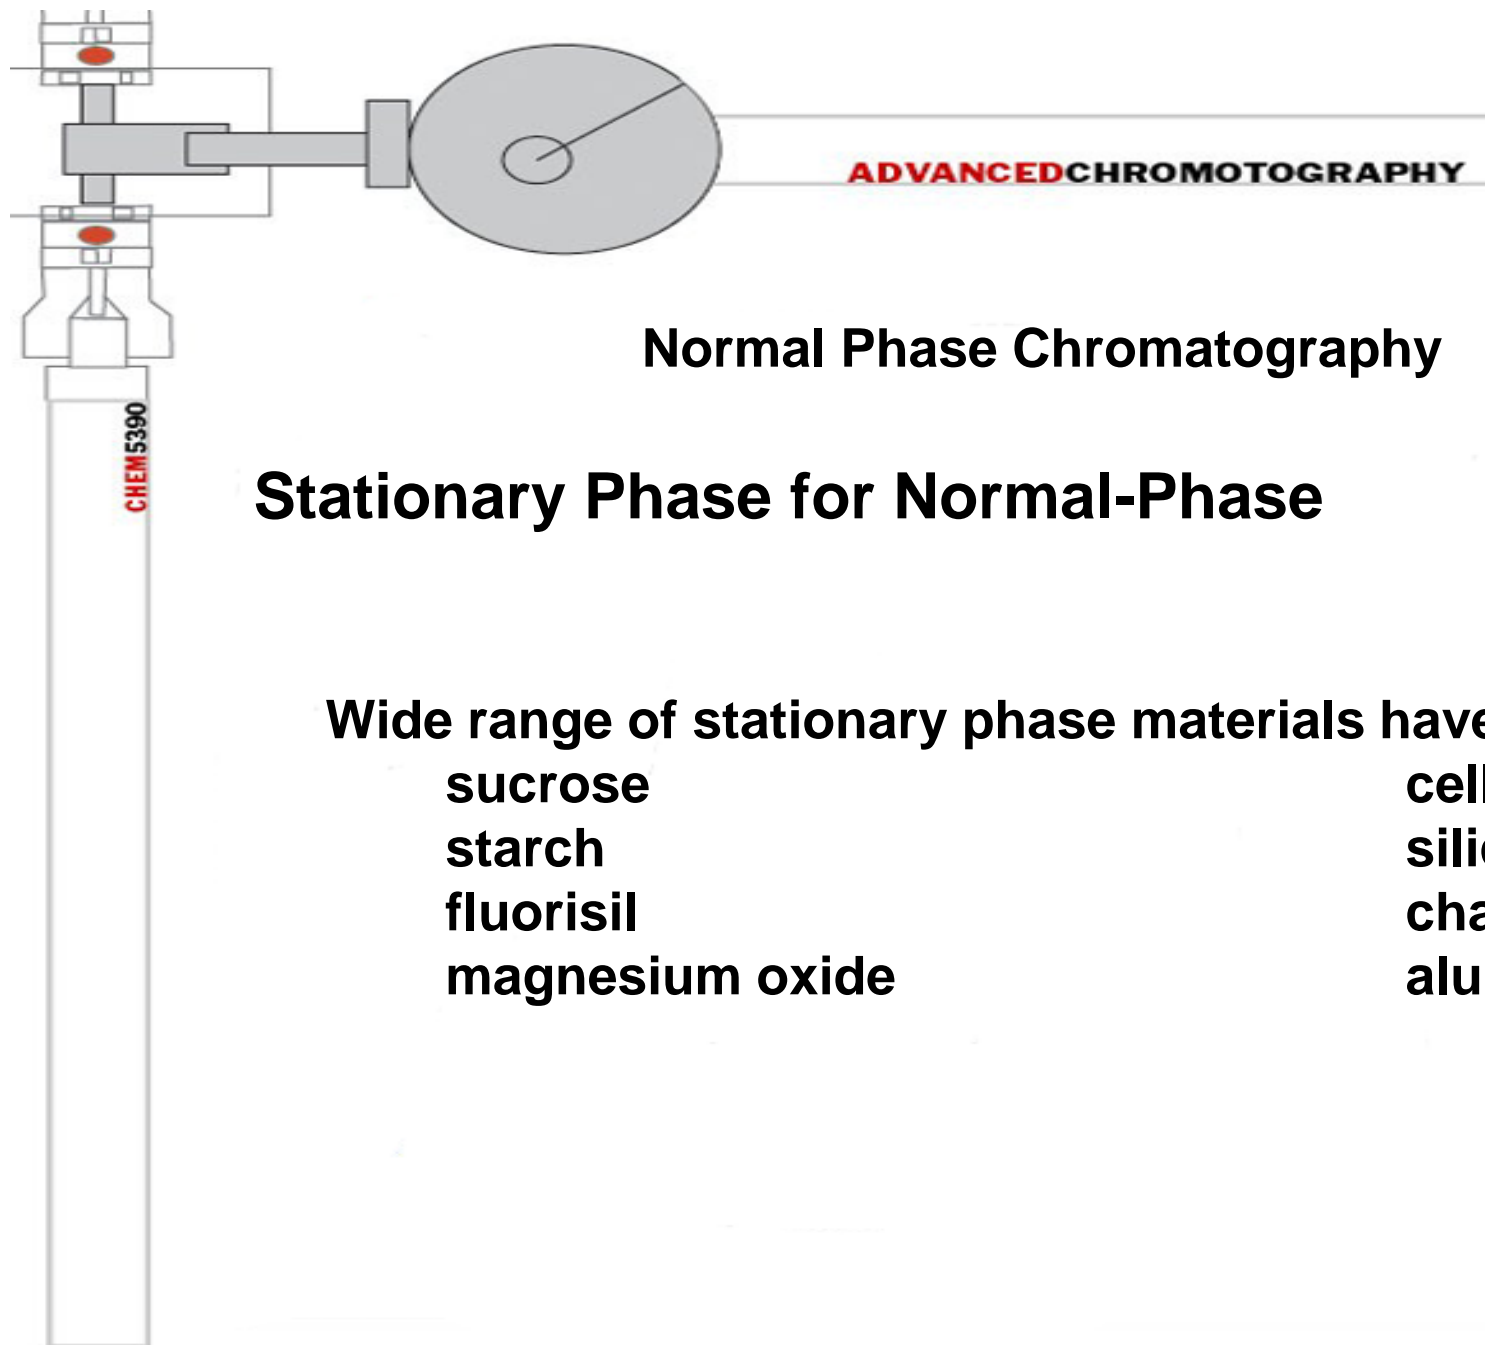 ADVANCEDCHROMOTOGRAPHY
Normal Phase Chromatography
CHEM5390
Stationary Phase for Normal-Phase
Wide range of stationary phase materials have
sucrose
starch
fluorisil
magnesium oxide